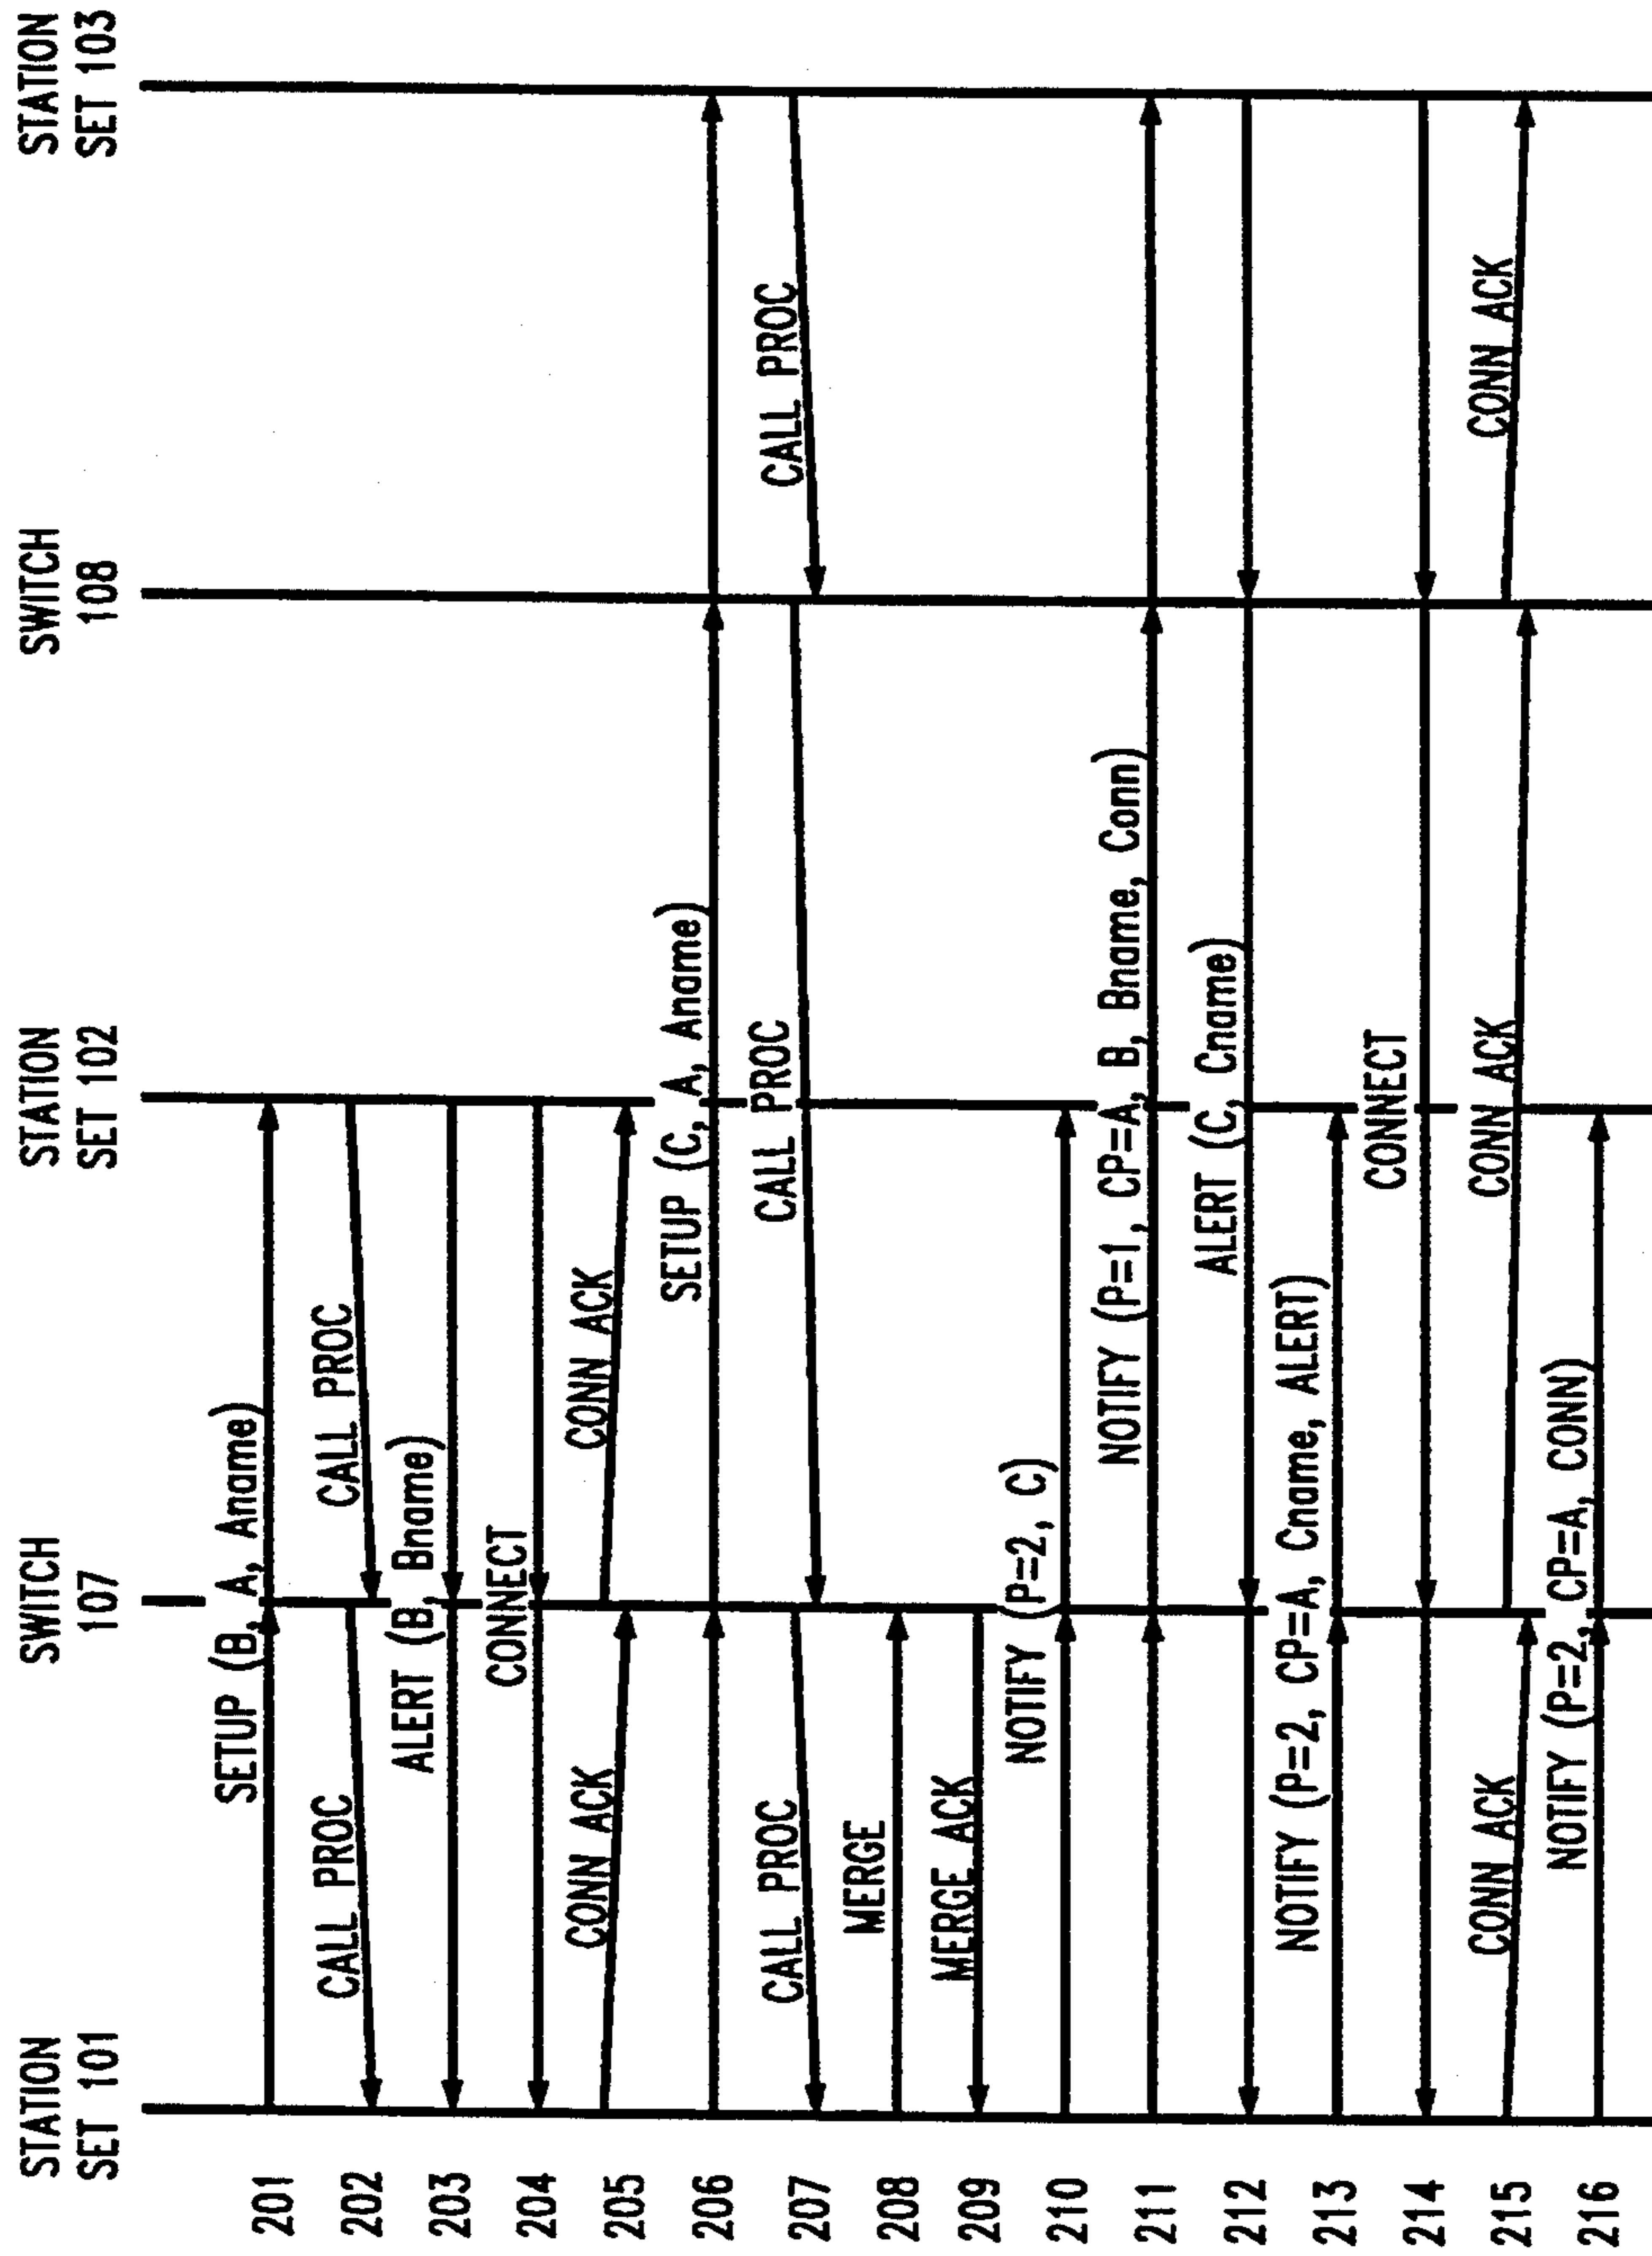 STATION
SET 101
SWITCH
107
STATION
SET 102
SWITCH
108
STATION
SET 103
201
SETUP (B, A, Aname)
202
CALL PROC
CALL PROC
203
ALERT (B, Bname)
204
CONNECT
205
CONN ACK
CONN ACK
206
SETUP (C, A, Aname)
207
CALL PROC
CALL PROC
CALL PROC
208
MERGE
209
MERGE ACK
210
NOTIFY (P=2, C)
211
NOTIFY (P=1, CP=A, B, Bname, Conn)
212
ALERT (C, Cname)
213
NOTIFY (P=2, CP=A, Cname, ALERT)
214
CONNECT
215
CONN ACK
CONN ACK
CONN ACK
216
NOTIFY (P=2, CP=A, CONN)